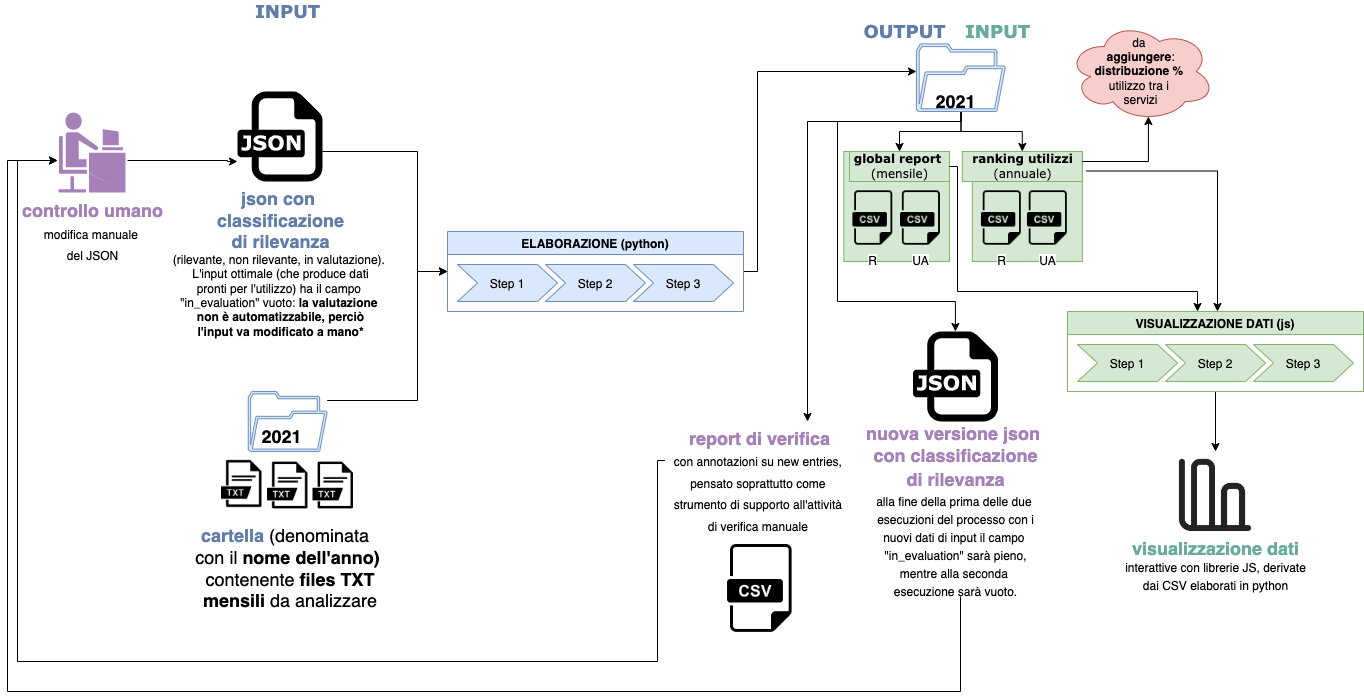 INPUT
OUTPUT
INPUT
da
aggiungere:
distribuzione %
utilizzo tra i
servizi
2021
global report
(mensile)
CSV
CSV
R
UA
ranking utilizzi
(annuale)
CSV
CSV
R
UA
controllo umano
modifica manuale
del JSON
JSON
json con
classificazione
di rilevanza
(rilevante, non rilevante, in valutazione).
L'input ottimale (che produce dati
pronti per l'utilizzo) ha il campo
"in_evaluation" vuoto: la valutazione
non è automatizzabile, perciò
l'input va modificato a mano*
ELABORAZIONE (python)
Step 1
Step 2
Step 3
VISUALIZZAZIONE DATI (js)
Step 1
Step 2
Step 3
2021
TXT
TXT
TXT
cartella (denominata
con il nome dell'anno)
contenente files TXT
mensili da analizzare
report di verifica
con annotazioni su new entries,
pensato soprattutto come
strumento di supporto all'attività
di verifica manuale
CSV
JSON
nuova versione json
con classificazione
di rilevanza
alla fine della prima delle due
esecuzioni del processo con i
nuovi dati di input il campo
"in_evaluation" sarà pieno,
mentre alla seconda
esecuzione sarà vuoto.
visualizzazione dati
interattive con librerie JS, derivate
dai CSV elaborati in python